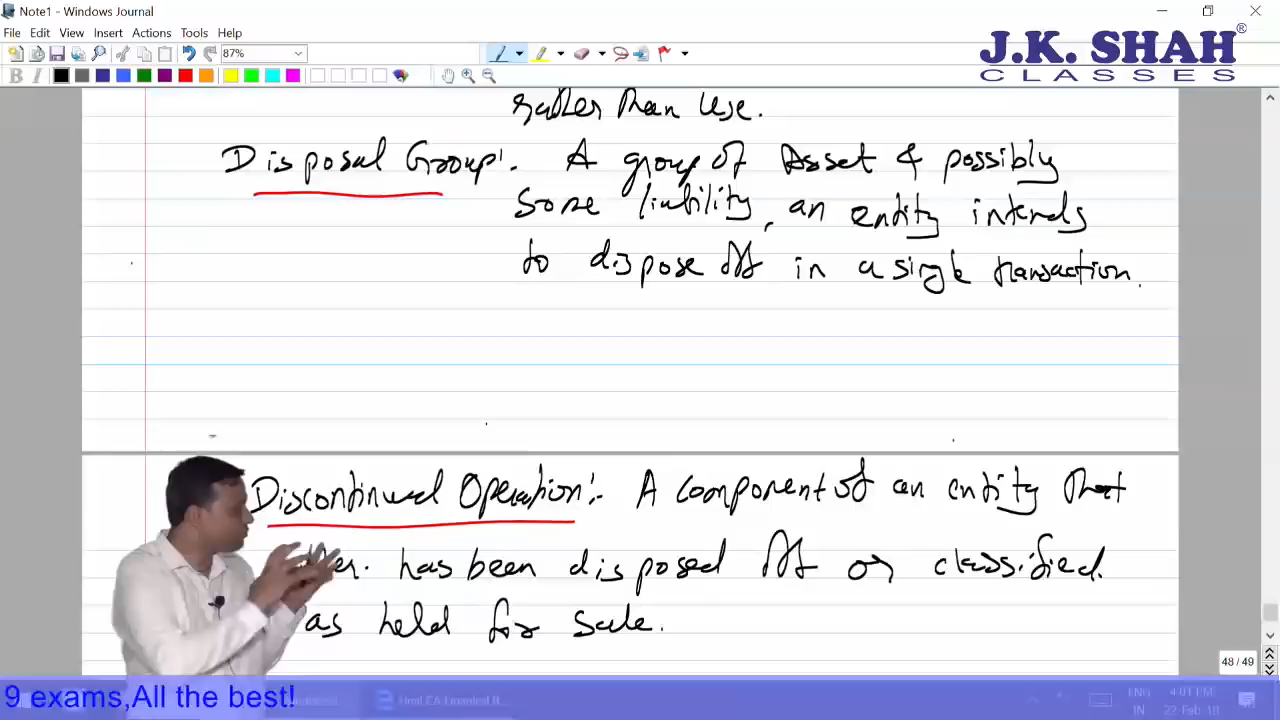 Note1 - Windows Journal
File Edit View Insert Actions Tools Help
87%
J.K. SHAH®
CLASSES
rather than use.
Disposal Group:. A group of Asset & possibly
some liability, an entity intends
to dispose off in a single transaction.
Discontinued Operation:. A component of an entity that
has been disposed off or classified.
as held for sale.
48 / 49
9 exams,All the best!
ENG
IN
4:01 PM
22-Feb-18